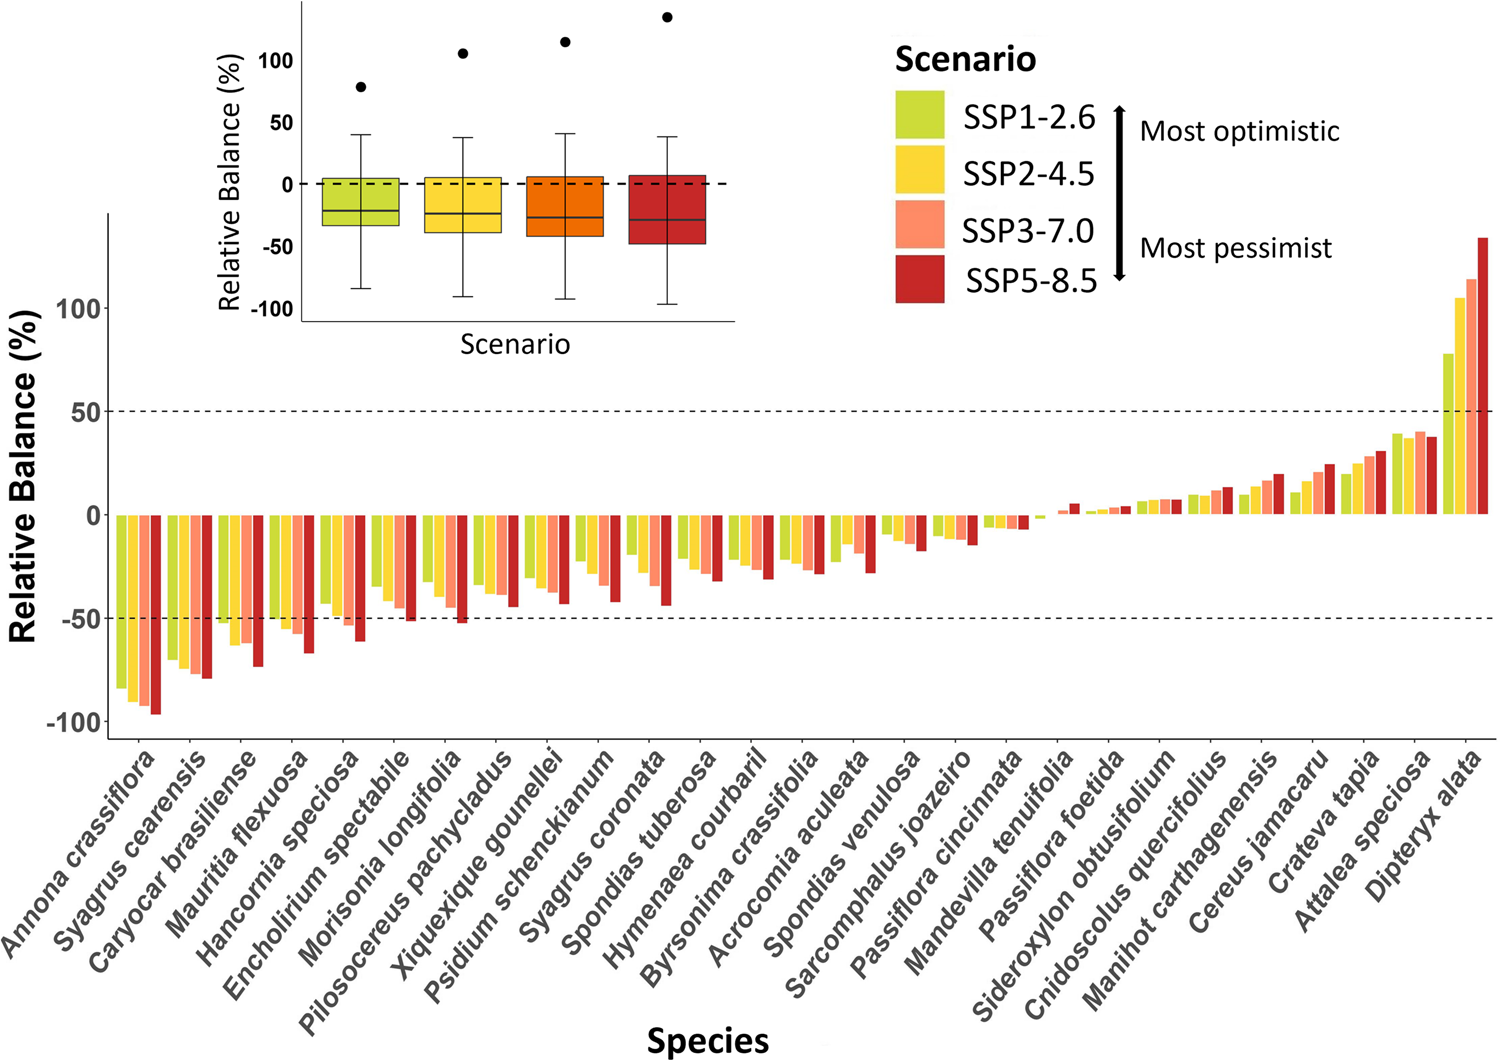 Relative Balance (%)
100
50
0
-50
-100
Scenario
Scenario
SSP1-2.6
SSP2-4.5
SSP3-7.0
SSP5-8.5
Most optimistic
Most pessimist
Relative Balance (%)
100
50
0
-50
-100
Annona crassiflora
Syagrus cearensis
Caryocar brasiliense
Mauritia flexuosa
Hancornia speciosa
Encholirium spectabile
Morisonia longifolia
Pilosocereus pachycladus
Xiquexique gounellei
Psidium schenckianum
Syagrus coronata
Spondias tuberosa
Hymenaea courbaril
Byrsonima crassifolia
Acrocomia aculeata
Spondias venulosa
Sarcomphalus joazeiro
Passiflora cincinnata
Mandevilla tenuifolia
Passiflora foetida
Sideroxylon obtusifolium
Cnidoscolus quercifolius
Manihot carthagenensis
Cereus jamacaru
Crateva tapia
Attalea speciosa
Dipteryx alata
Species